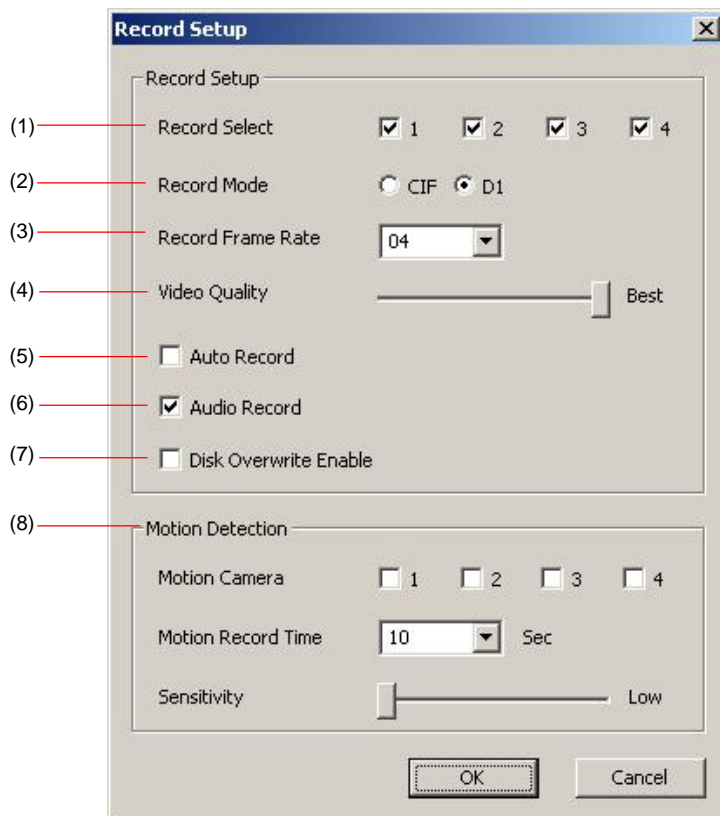 Record Setup
Record Setup
(1) Record Select 1 2 3 4
(2) Record Mode CIF D1
(3) Record Frame Rate 04
(4) Video Quality Best
(5) Auto Record
(6) Audio Record
(7) Disk Overwrite Enable
(8) Motion Detection
Motion Camera 1 2 3 4
Motion Record Time 10 Sec
Sensitivity Low
OK Cancel